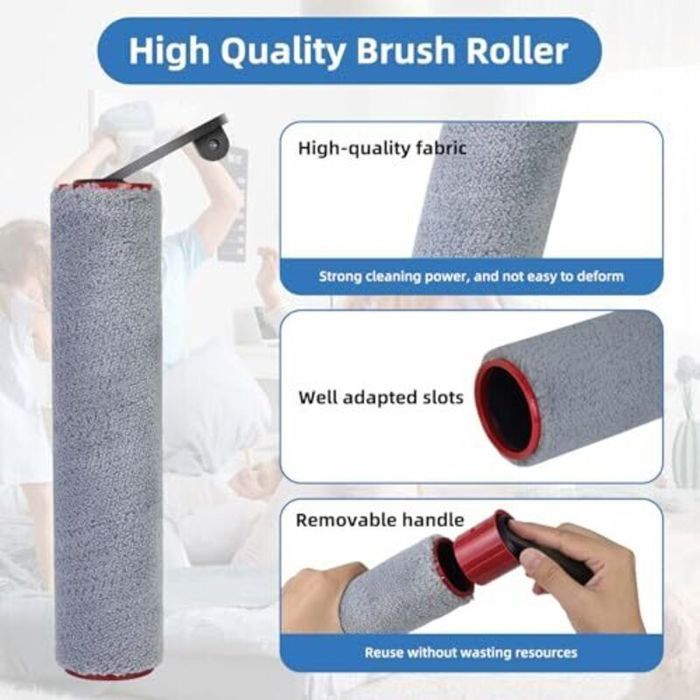 High Quality Brush Roller
High-quality fabric
Strong cleaning power, and not easy to deform
Well adapted slots
Removable handle
Reuse without wasting resources